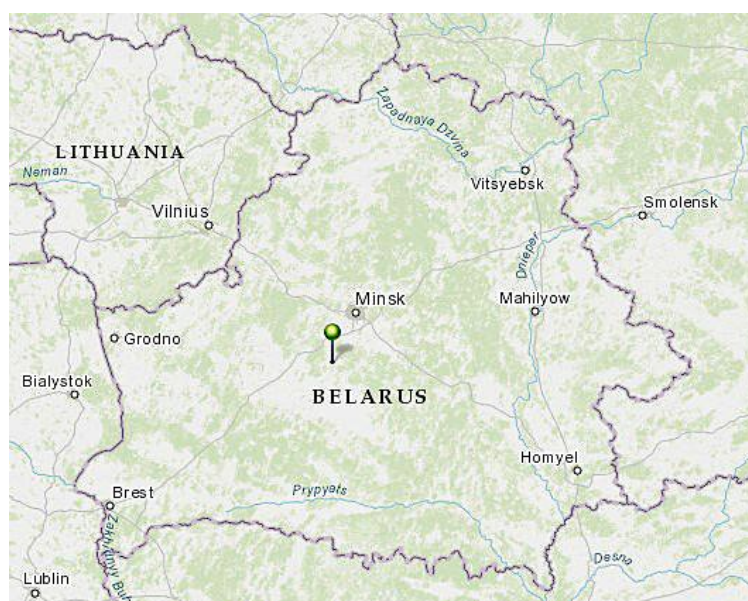 Zapadnaya Dzvina
LITHUANIA
Neman
Vitsyebsk
Smolensk
Vilnius
Dnieper
Minsk
Mahilyow
Grodno
Bialystok
BELARUS
Homyel
Brest
Prypyats
Desna
Lublin